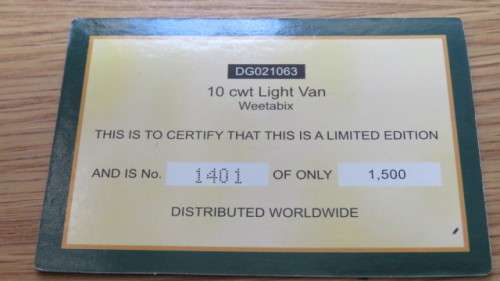 DG021063
10 cwt Light Van
Weetabix
THIS IS TO CERTIFY THAT THIS IS A LIMITED EDITION
AND IS No. 1401 OF ONLY 1,500
DISTRIBUTED WORLDWIDE